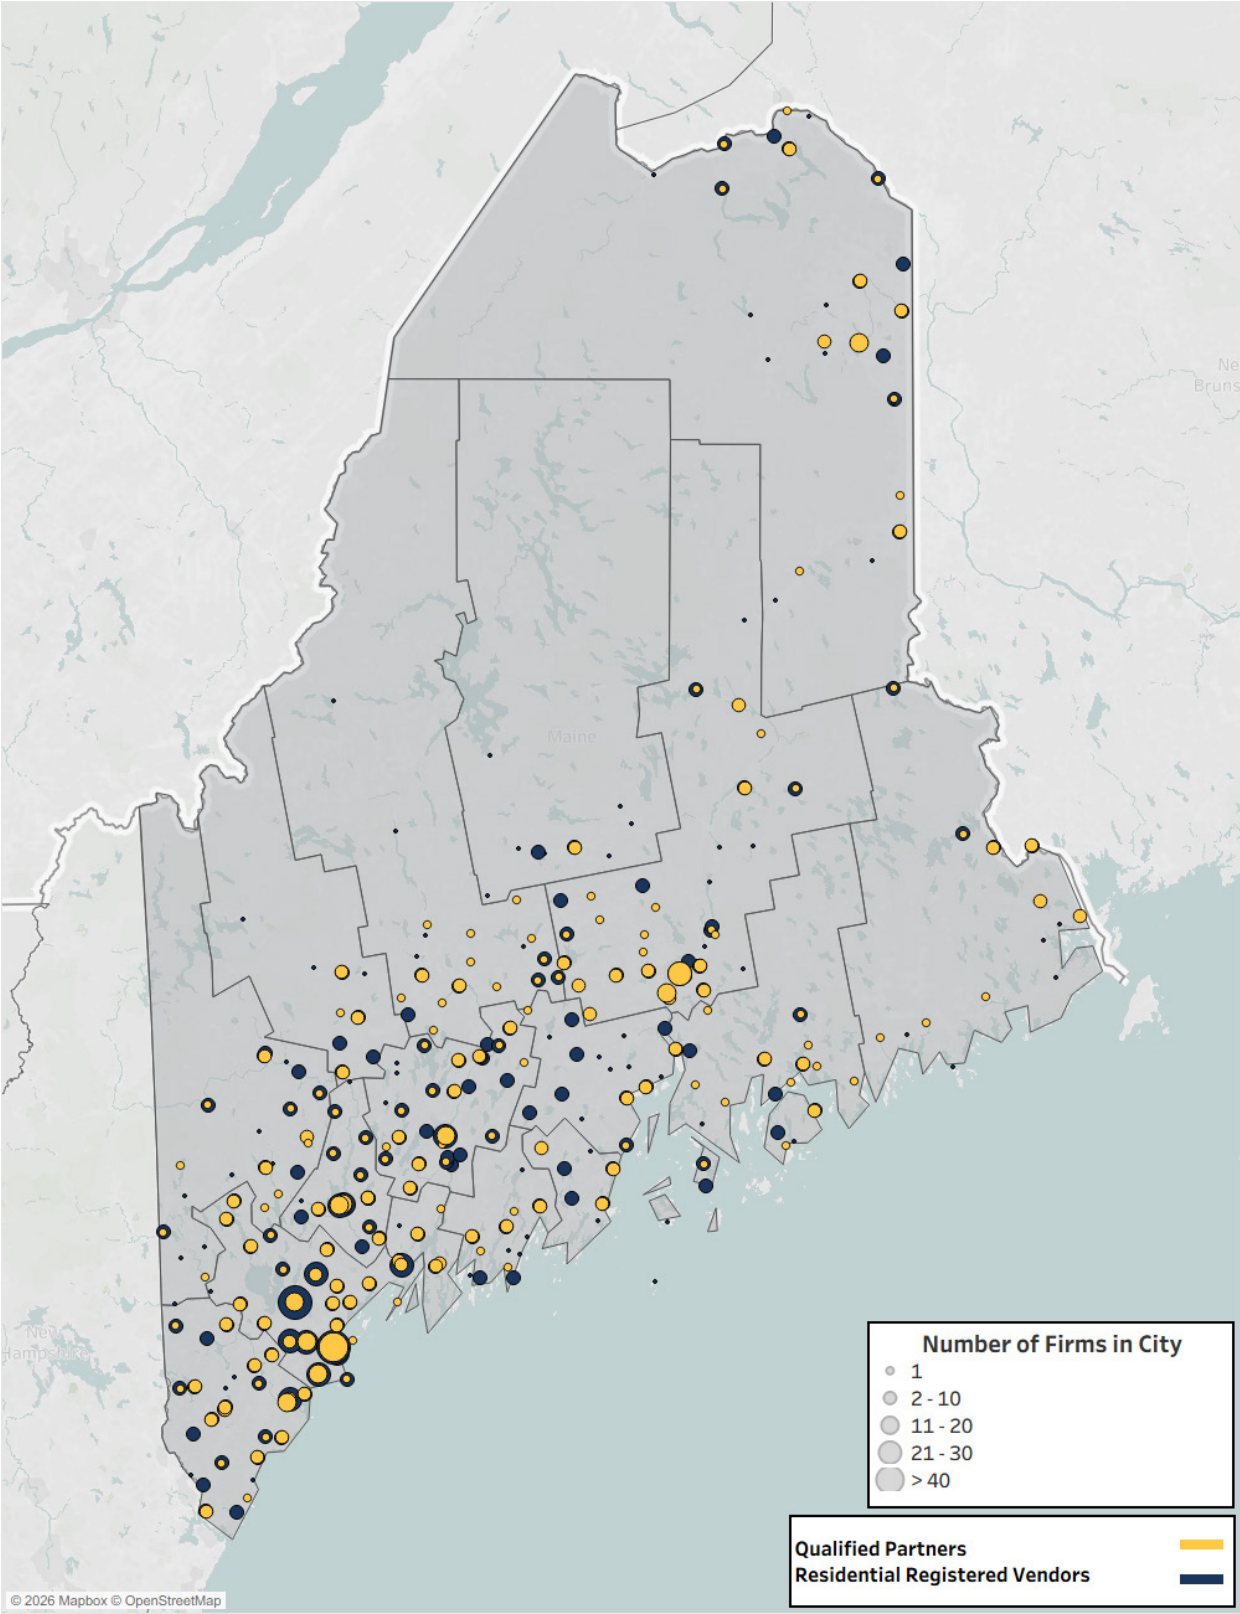 Ne
Bruns
Maine
New
Hampshire
Number of Firms in City
1
2 - 10
11 - 20
21 - 30
> 40
Qualified Partners
Residential Registered Vendors
© 2026 Mapbox © OpenStreetMap